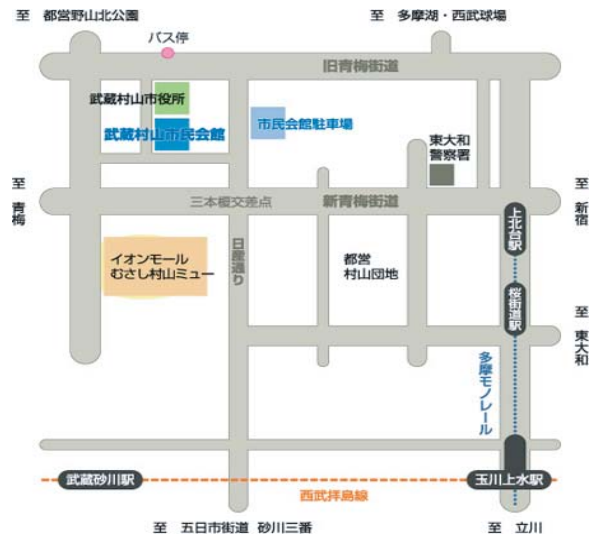 至 都営野山北公園
至 多摩湖・西武球場
バス停
旧青梅街道
武蔵村山市役所
武蔵村山市民会館
市民会館駐車場
東大和
警察署
至 青梅
三本榎交差点
新青梅街道
至 新宿
上北台駅
イオンモール
むさし村山ミュー
日産通り
都営
村山団地
桜街道駅
至 東大和
多摩モノレール
武蔵砂川駅
玉川上水駅
西武拝島線
至 五日市街道 砂川三番
至 立川